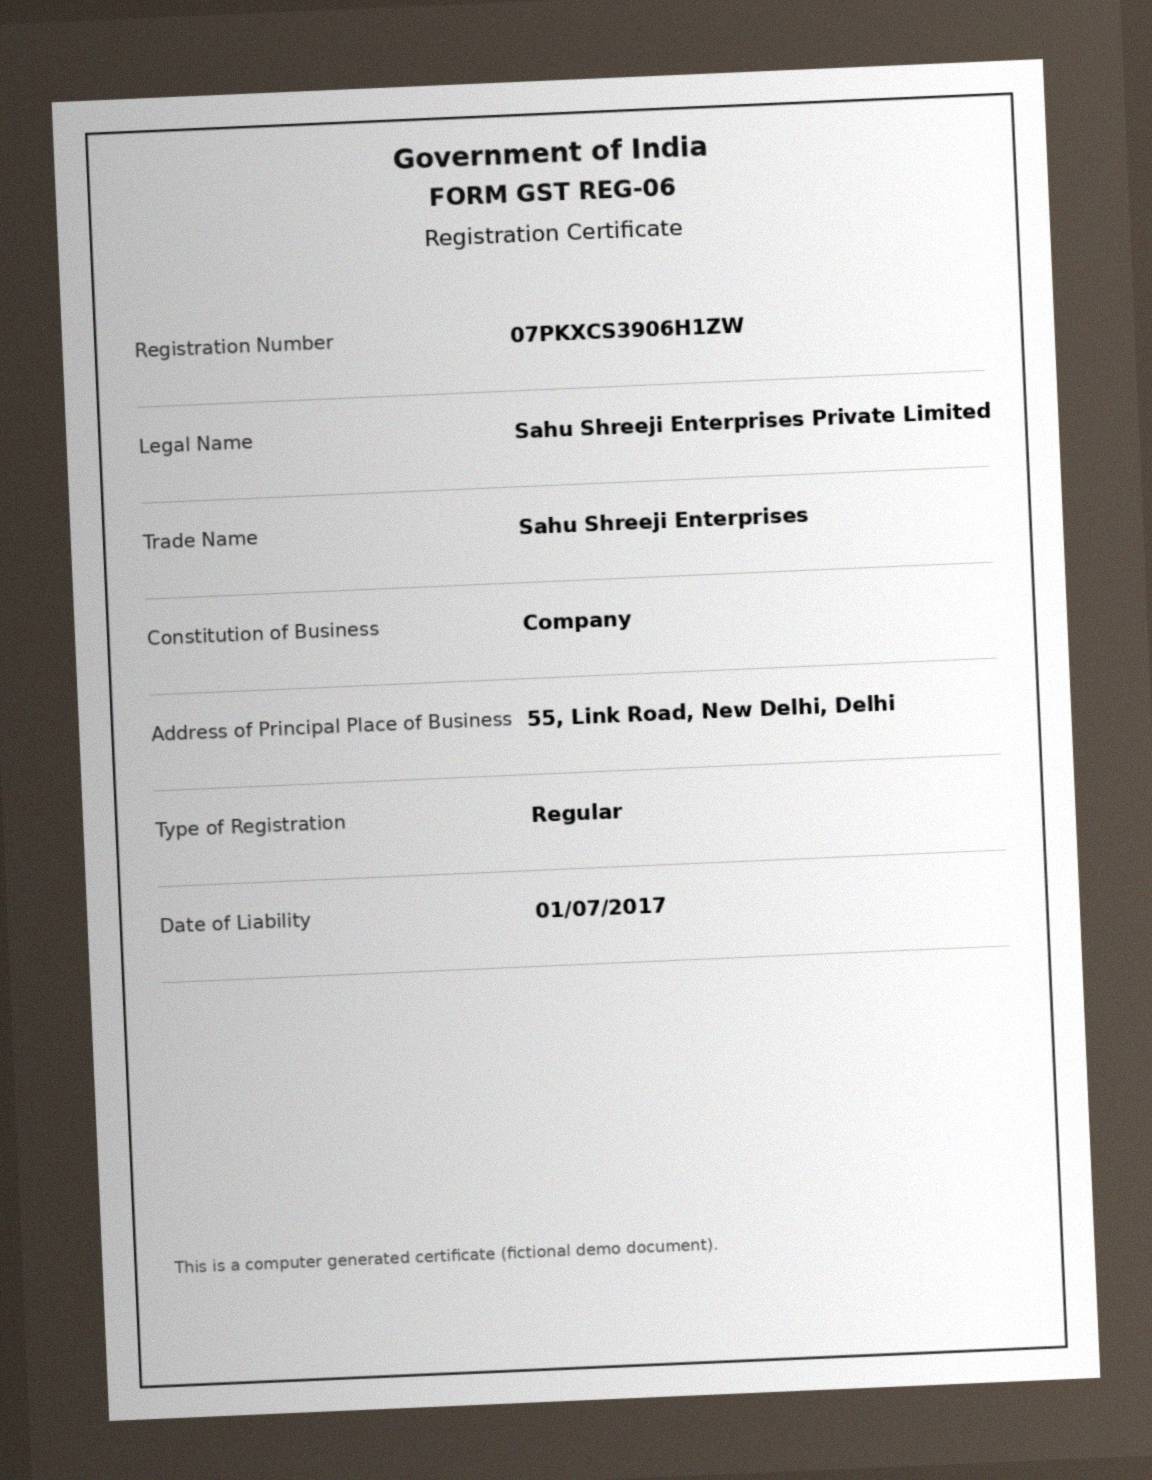 Government of India
FORM GST REG-06
Registration Certificate
Registration Number 07PKXCS3906H1ZW
Legal Name Sahu Shreeji Enterprises Private Limited
Trade Name Sahu Shreeji Enterprises
Constitution of Business Company
Address of Principal Place of Business 55, Link Road, New Delhi, Delhi
Type of Registration Regular
Date of Liability 01/07/2017
This is a computer generated certificate (fictional demo document).